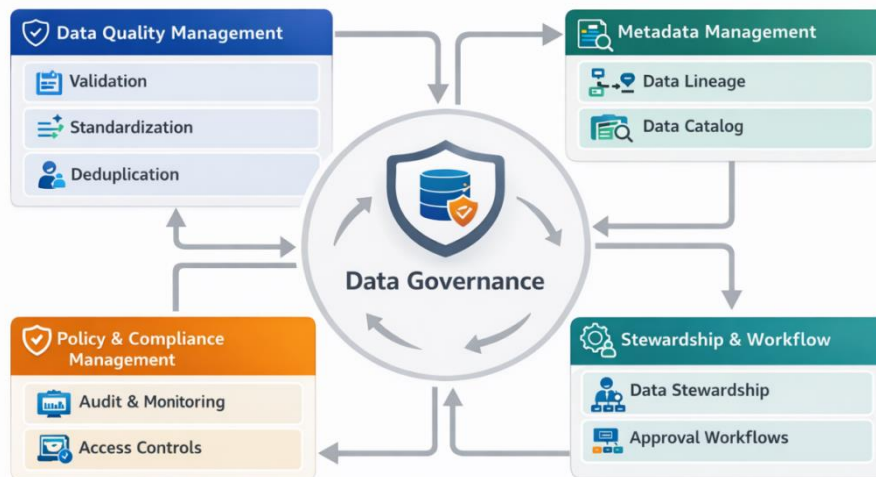 Data Quality Management
Validation
Standardization
Deduplication
Metadata Management
Data Lineage
Data Catalog
Data Governance
Policy & Compliance
Management
Audit & Monitoring
Access Controls
Stewardship & Workflow
Data Stewardship
Approval Workflows